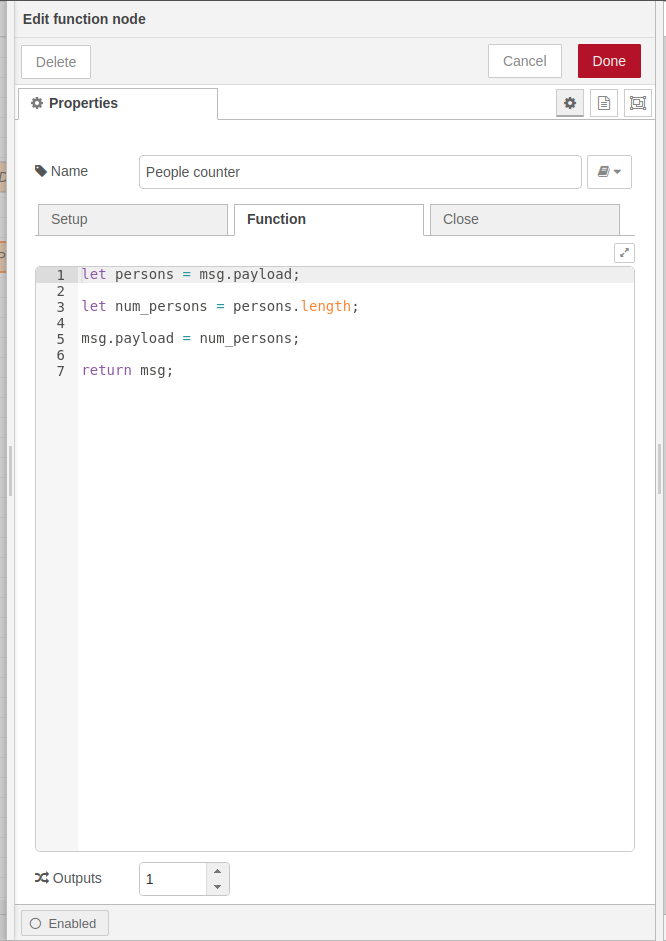 Edit function node
Delete
Cancel
Done
Properties
Name
People counter
Setup
Function
Close
1 let persons = msg.payload;
2
3 let num_persons = persons.length;
4
5 msg.payload = num_persons;
6
7 return msg;
Outputs
1
Enabled